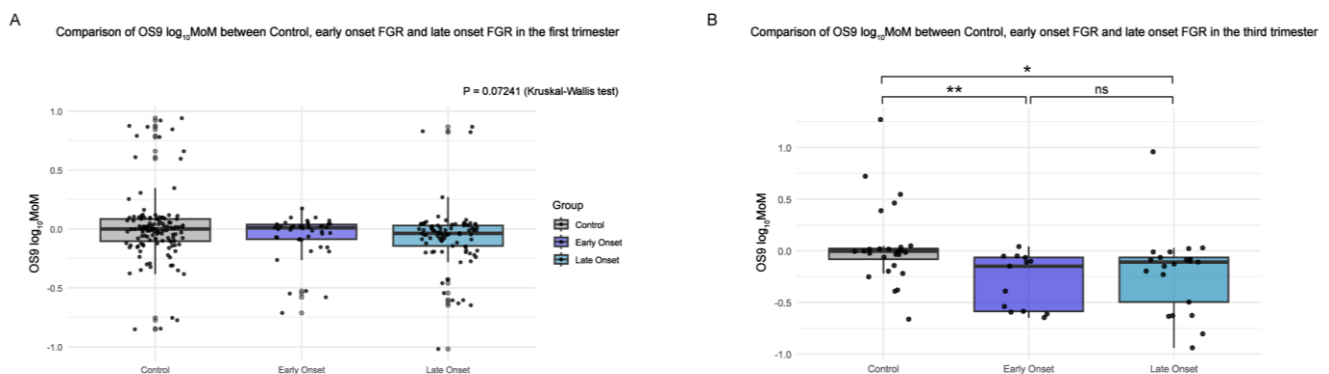 A
Comparison of OS9 log10MoM between Control, early onset FGR and late onset FGR in the first trimester
P = 0.07241 (Kruskal-Wallis test)
OS9 log10MoM
1.0
0.5
0.0
-0.5
-1.0
Control
Early Onset
Late Onset
Group
Control
Early Onset
Late Onset
B
Comparison of OS9 log10MoM between Control, early onset FGR and late onset FGR in the third trimester
*
**
ns
OS9 log10MoM
1.0
0.5
0.0
-0.5
-1.0
Control
Early Onset
Late Onset